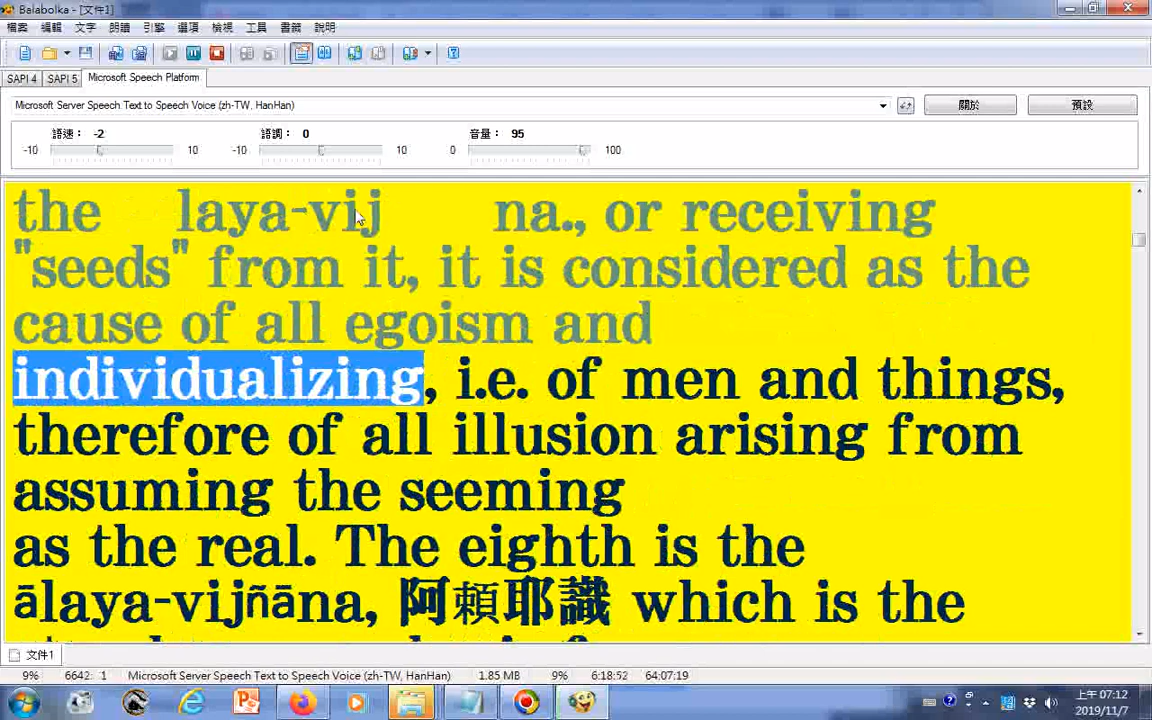 Balabolka - [文件1]
檔案 編輯 文字 朗讀 引擎 選項 檢視 工具 書籤 說明
SAPI 4 SAPI 5 Microsoft Speech Platform
Microsoft Server Speech Text to Speech Voice (zh-TW, HanHan) 關於 預設
語速： -2 語調： 0 音量： 95
-10 10 -10 10 0 100
the laya-vij na., or receiving
"seeds" from it, it is considered as the
cause of all egoism and
individualizing, i.e. of men and things,
therefore of all illusion arising from
assuming the seeming
as the real. The eighth is the
ālaya-vijñāna, 阿頼耶識 which is the
文件1
9% 6642: 1 Microsoft Server Speech Text to Speech Voice (zh-TW, HanHan) 1.85 MB 9% 6:18:52 64:07:19
上午 07:12
2019/11/7